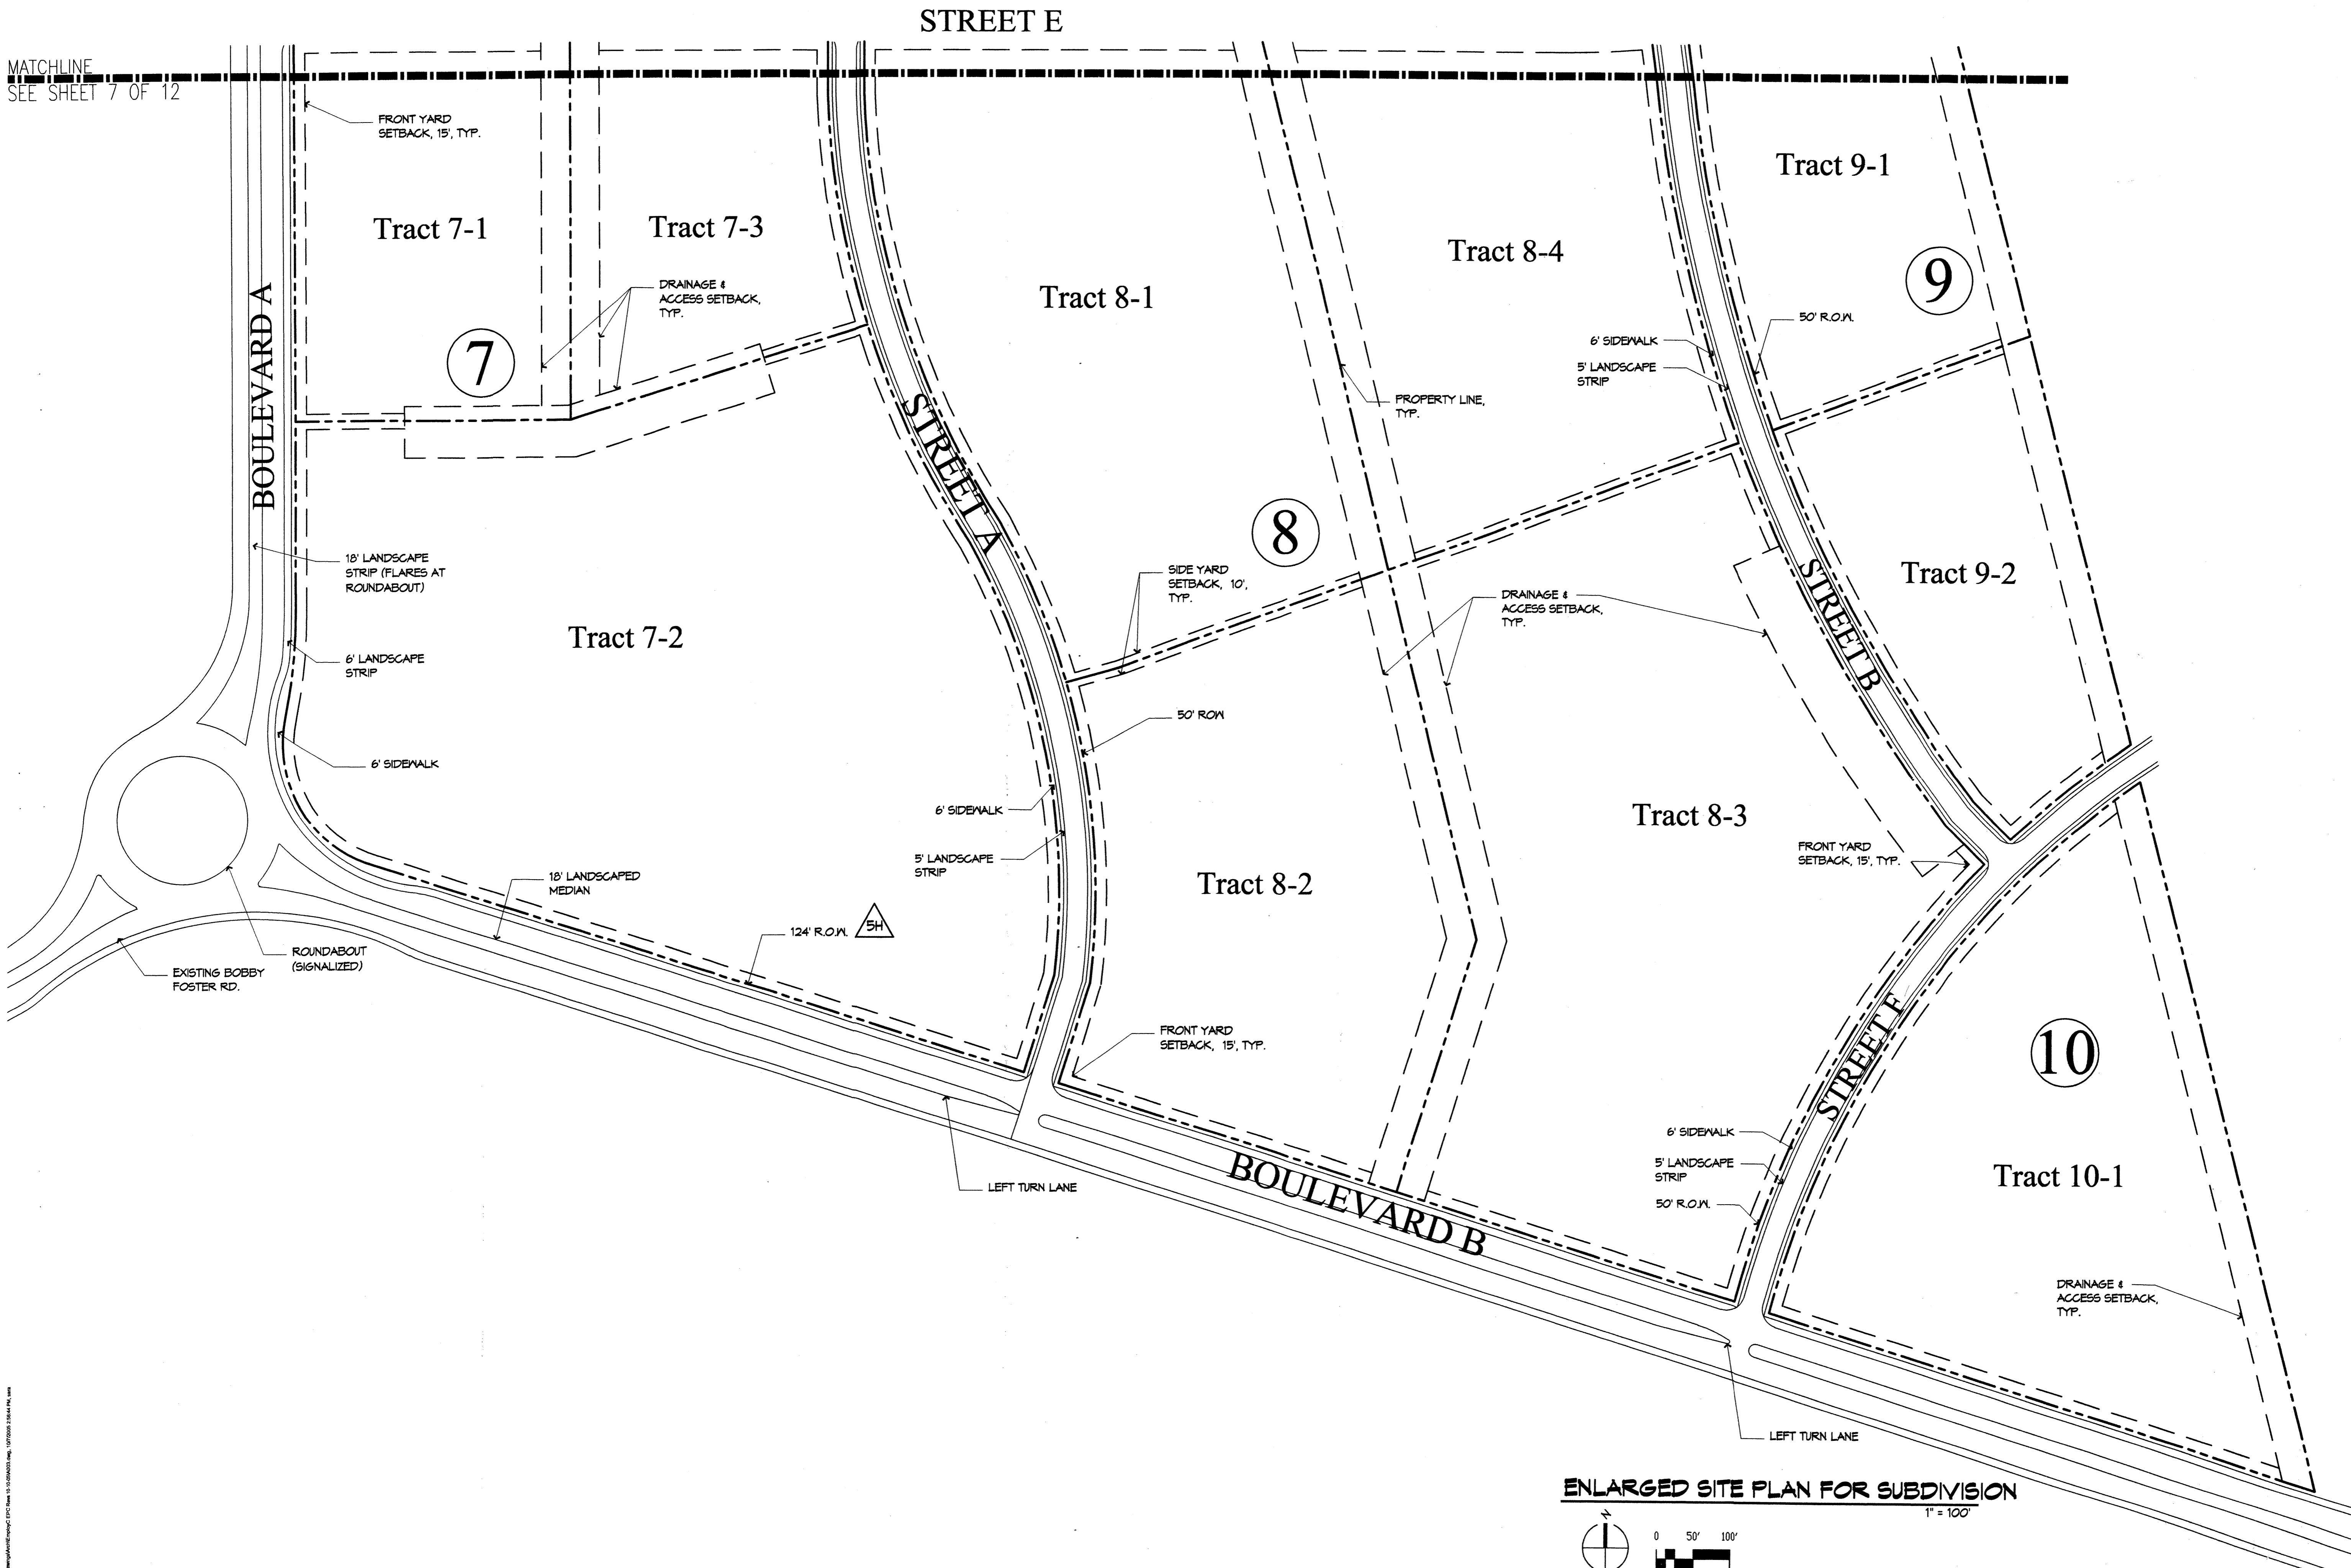 STREET E
MATCHLINE
SEE SHEET 7 OF 12
FRONT YARD
SETBACK, 15', TYP.
Tract 7-1
Tract 7-3
DRAINAGE &
ACCESS SETBACK,
TYP.
7
BOULEVARD A
Tract 8-1
Tract 8-4
Tract 9-1
9
50' R.O.W.
6' SIDEWALK
5' LANDSCAPE
STRIP
PROPERTY LINE,
TYP.
STREET A
8
18' LANDSCAPE
STRIP (FLARES AT
ROUNDABOUT)
SIDE YARD
SETBACK, 10',
TYP.
DRAINAGE &
ACCESS SETBACK,
TYP.
STREET B
Tract 9-2
Tract 7-2
6' LANDSCAPE
STRIP
50' ROW
6' SIDEWALK
6' SIDEWALK
5' LANDSCAPE
STRIP
Tract 8-2
Tract 8-3
FRONT YARD
SETBACK, 15', TYP.
18' LANDSCAPED
MEDIAN
124' R.O.W.
5H
ROUNDABOUT
(SIGNALIZED)
EXISTING BOBBY
FOSTER RD.
FRONT YARD
SETBACK, 15', TYP.
STREET F
10
6' SIDEWALK
5' LANDSCAPE
STRIP
50' R.O.W.
Tract 10-1
LEFT TURN LANE
BOULEVARD B
DRAINAGE &
ACCESS SETBACK,
TYP.
LEFT TURN LANE
ENLARGED SITE PLAN FOR SUBDIVISION
1" = 100'
N
0 50' 100'